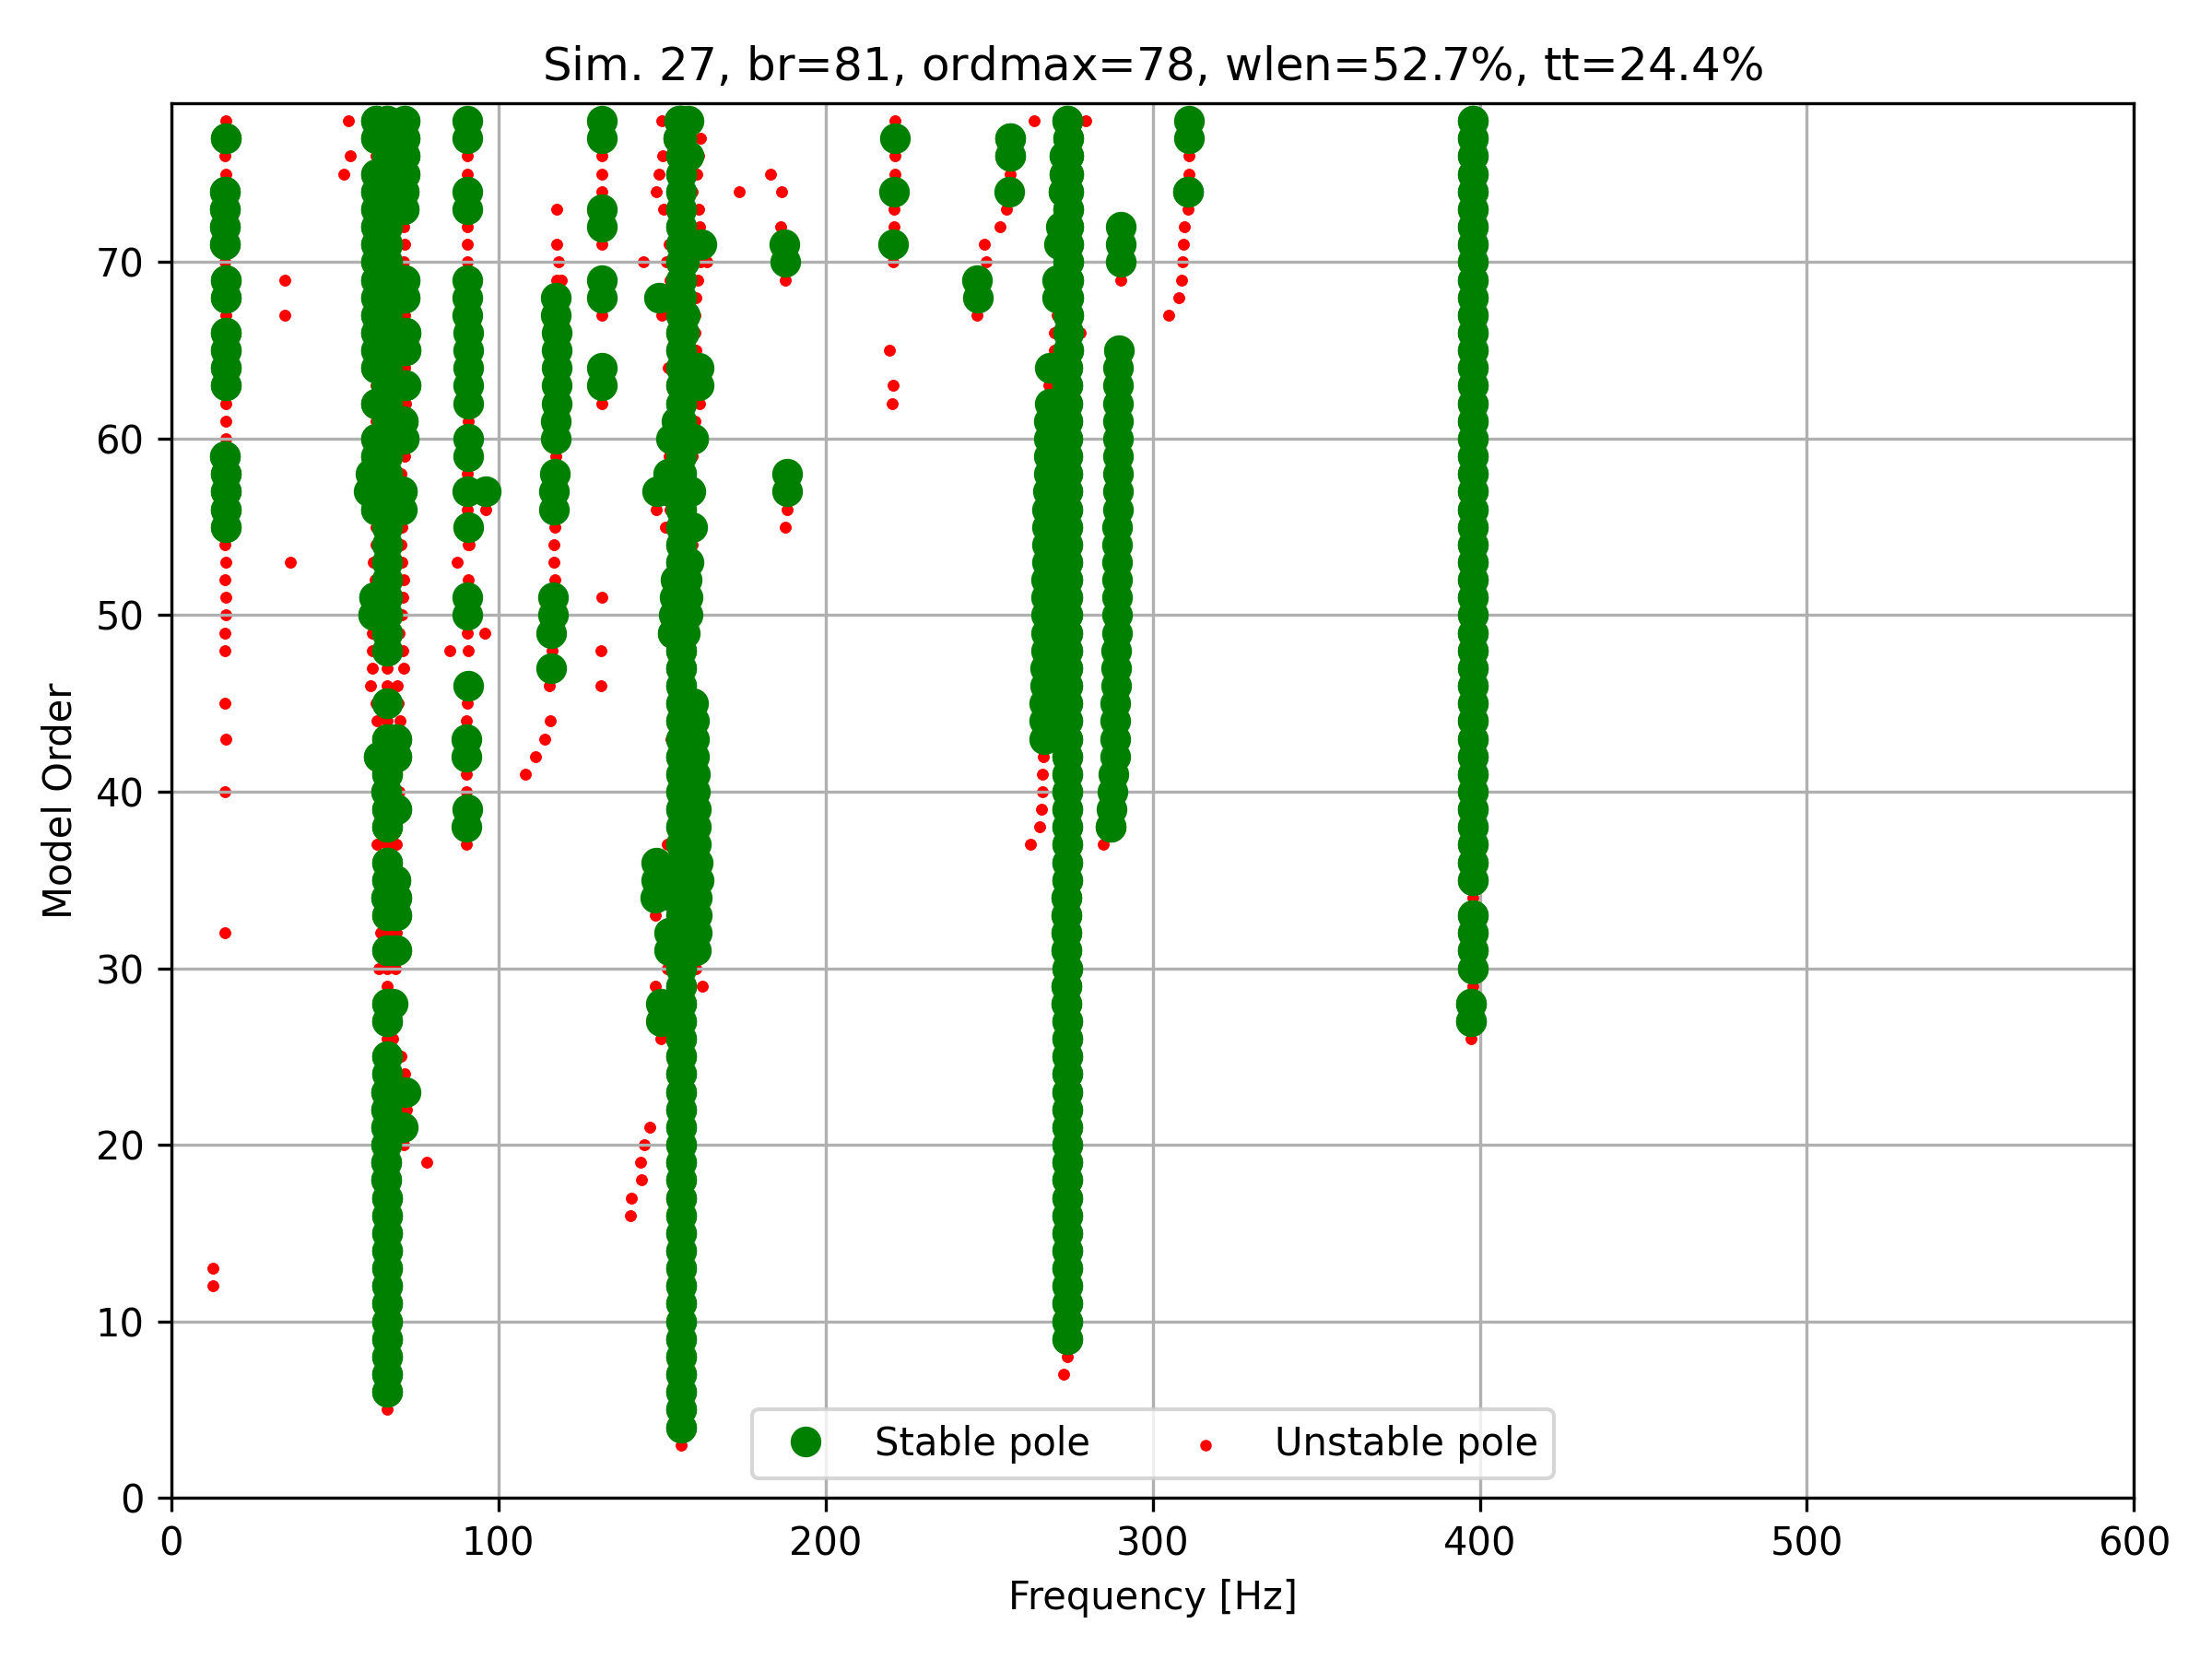 Sim. 27, br=81, ordmax=78, wlen=52.7%, tt=24.4%
70
60
50
40
30
20
10
0
Model Order
Stable pole
Unstable pole
0 100 200 300 400 500 600
Frequency [Hz]